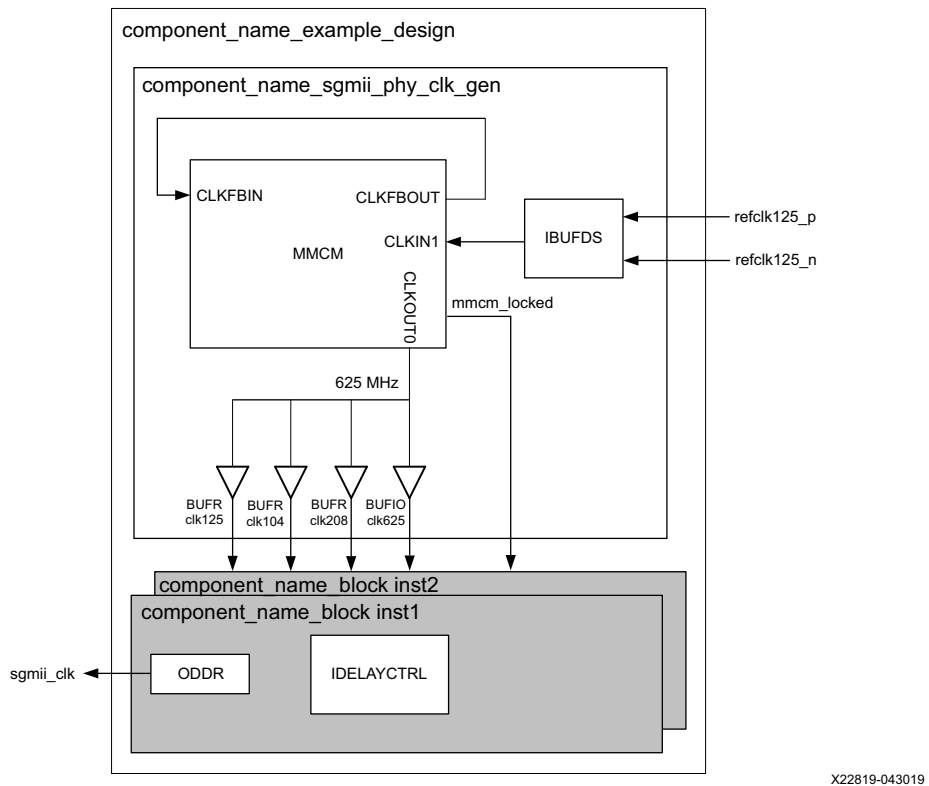 component_name_example_design
component_name_sgmii_phy_clk_gen
CLKFBIN
CLKFBOUT
MMCM
CLKIN1
CLKOUT0
IBUFDS
refclk125_p
refclk125_n
mmcm_locked
625 MHz
BUFR
clk125
BUFR
clk104
BUFR
clk208
BUFIO
clk625
component_name_block inst2
component_name_block inst1
sgmii_clk
ODDR
IDELAYCTRL
X22819-043019